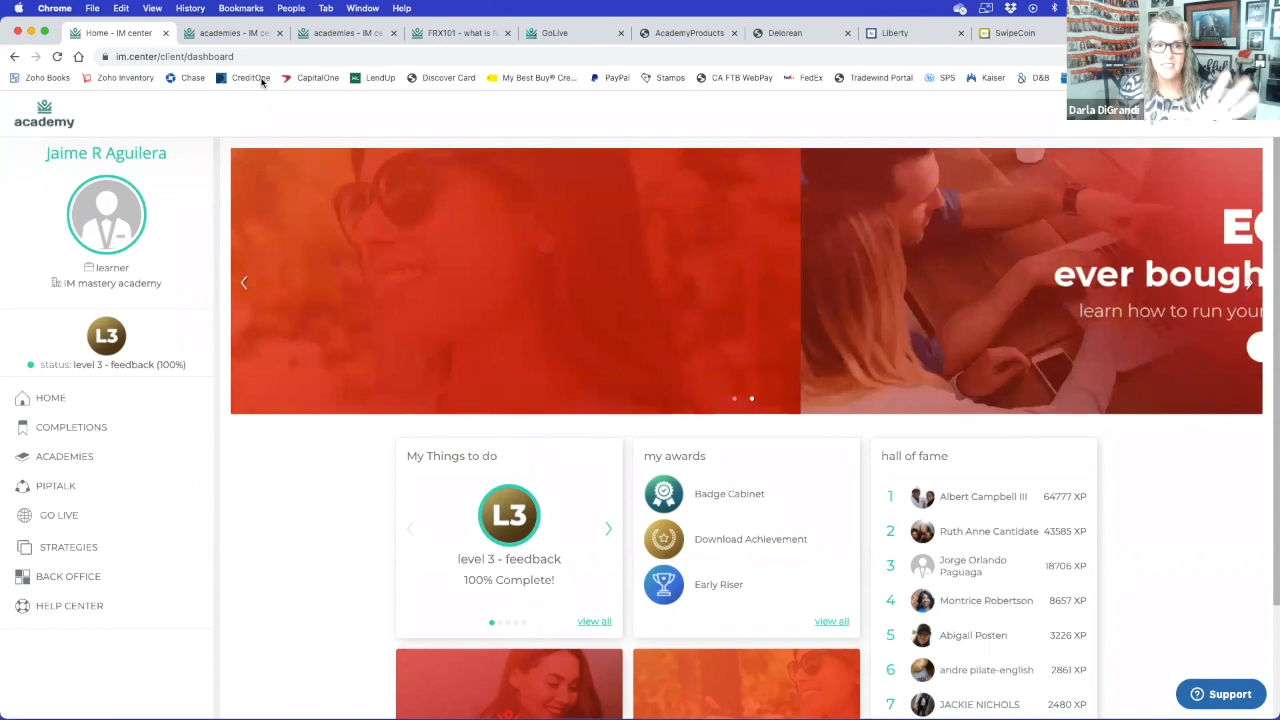 Chrome File Edit View History Bookmarks People Tab Window Help
Home - IM center
academies - IM ce
academies - IM ce
101 - what is
GoLive
AcademyProducts
Delorean
Liberty
SwipeCoin
im.center/client/dashboard
Zoho Books
Zoho Inventory
Chase
CreditOne
CapitalOne
LendUp
Reflex Card
My Best Buy® Cre...
PayPal
Stamps
CA FTB WebPay
FedEx
Tradewind Portal
SPS
Kaiser
D&B
Darla DiGrandi
academy
Jaime R Aguilera
learner
IM mastery academy
L3
status: level 3 - feedback (100%)
HOME
COMPLETIONS
ACADEMIES
PIPTALK
GO LIVE
STRATEGIES
BACK OFFICE
HELP CENTER
ever bough
learn how to run your
My Things to do
L3
level 3 - feedback
100% Complete!
view all
my awards
Badge Cabinet
Download Achievement
Early Riser
view all
hall of fame
1 Albert Campbell III 64777 XP
2 Ruth Anne Cantidate 43585 XP
3 Jorge Orlando
Paguaga 18706 XP
4 Montrice Robertson 8657 XP
5 Abigail Posten 3226 XP
6 andre pilate-english 2861 XP
7 JACKIE NICHOLS 2480 XP
Support